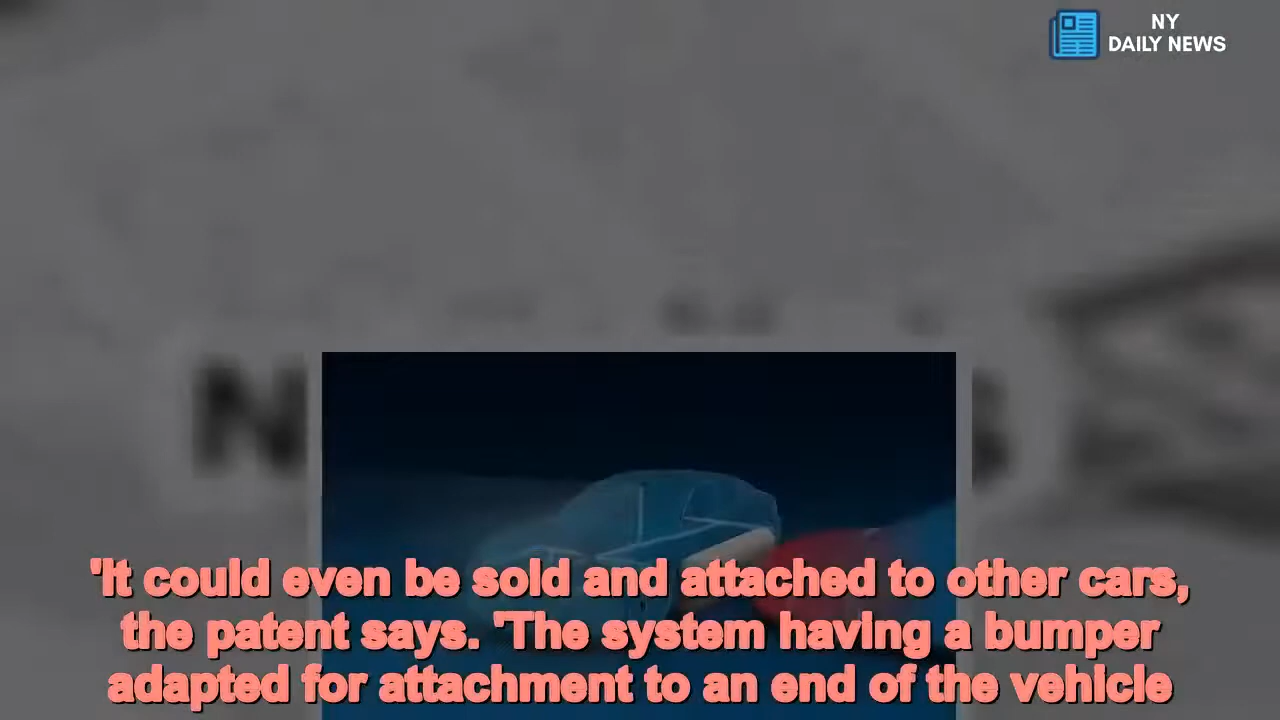 NY
DAILY NEWS
N
'It could even be sold and attached to other cars,
the patent says. 'The system having a bumper
adapted for attachment to an end of the vehicle